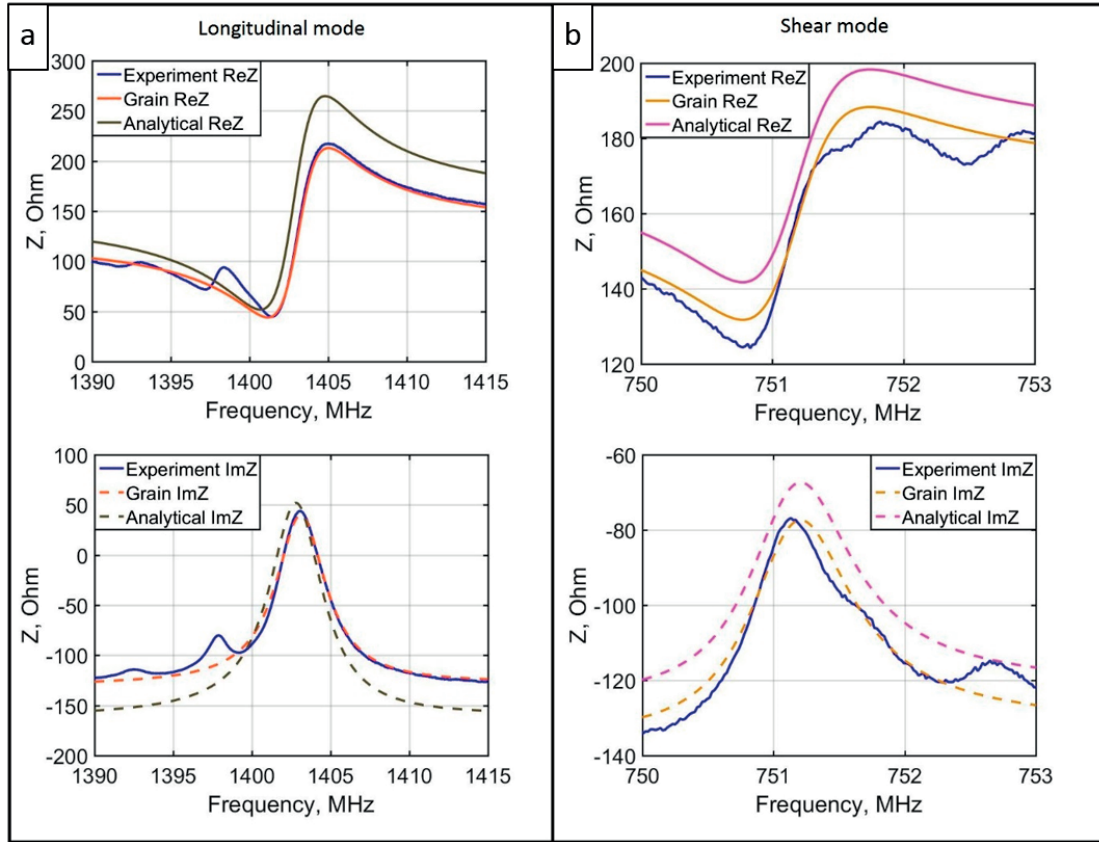 a
Longitudinal mode
300
250
200
150
100
50
0
Z, Ohm
Experiment ReZ
Grain ReZ
Analytical ReZ
1390 1395 1400 1405 1410 1415
Frequency, MHz
100
50
0
-50
-100
-150
-200
Z, Ohm
Experiment ImZ
Grain ImZ
Analytical ImZ
1390 1395 1400 1405 1410 1415
Frequency, MHz
b
Shear mode
200
180
160
140
120
Z, Ohm
Experiment ReZ
Grain ReZ
Analytical ReZ
750 751 752 753
Frequency, MHz
-60
-80
-100
-120
-140
Z, Ohm
Experiment ImZ
Grain ImZ
Analytical ImZ
750 751 752 753
Frequency, MHz